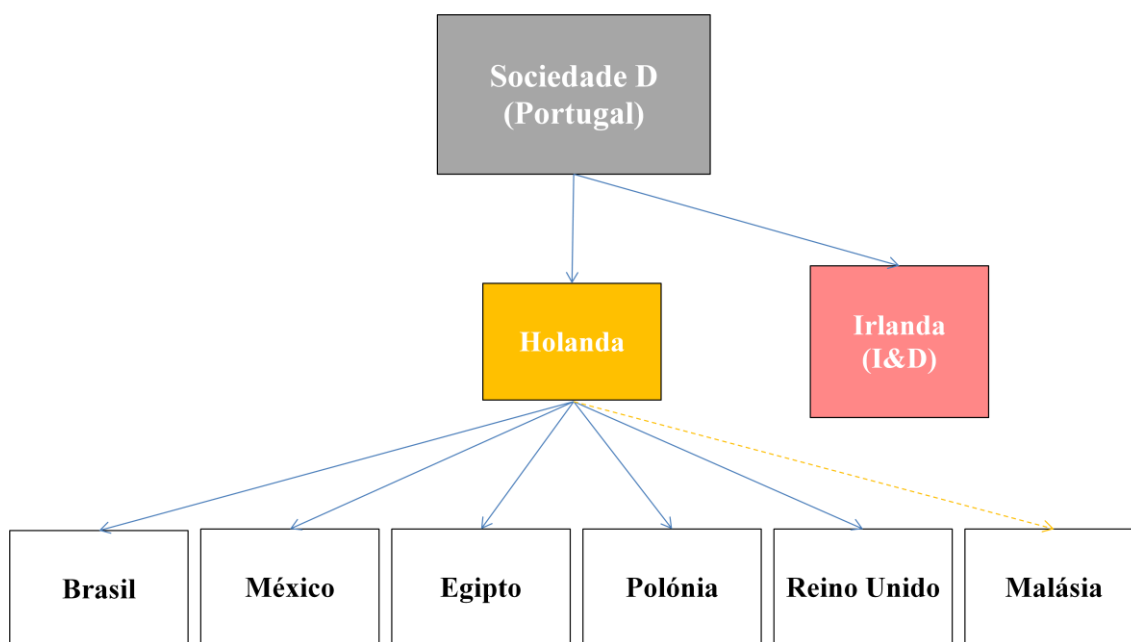 Sociedade D
(Portugal)
Holanda
Irlanda
(I&D)
Brasil
México
Egipto
Polónia
Reino Unido
Malásia